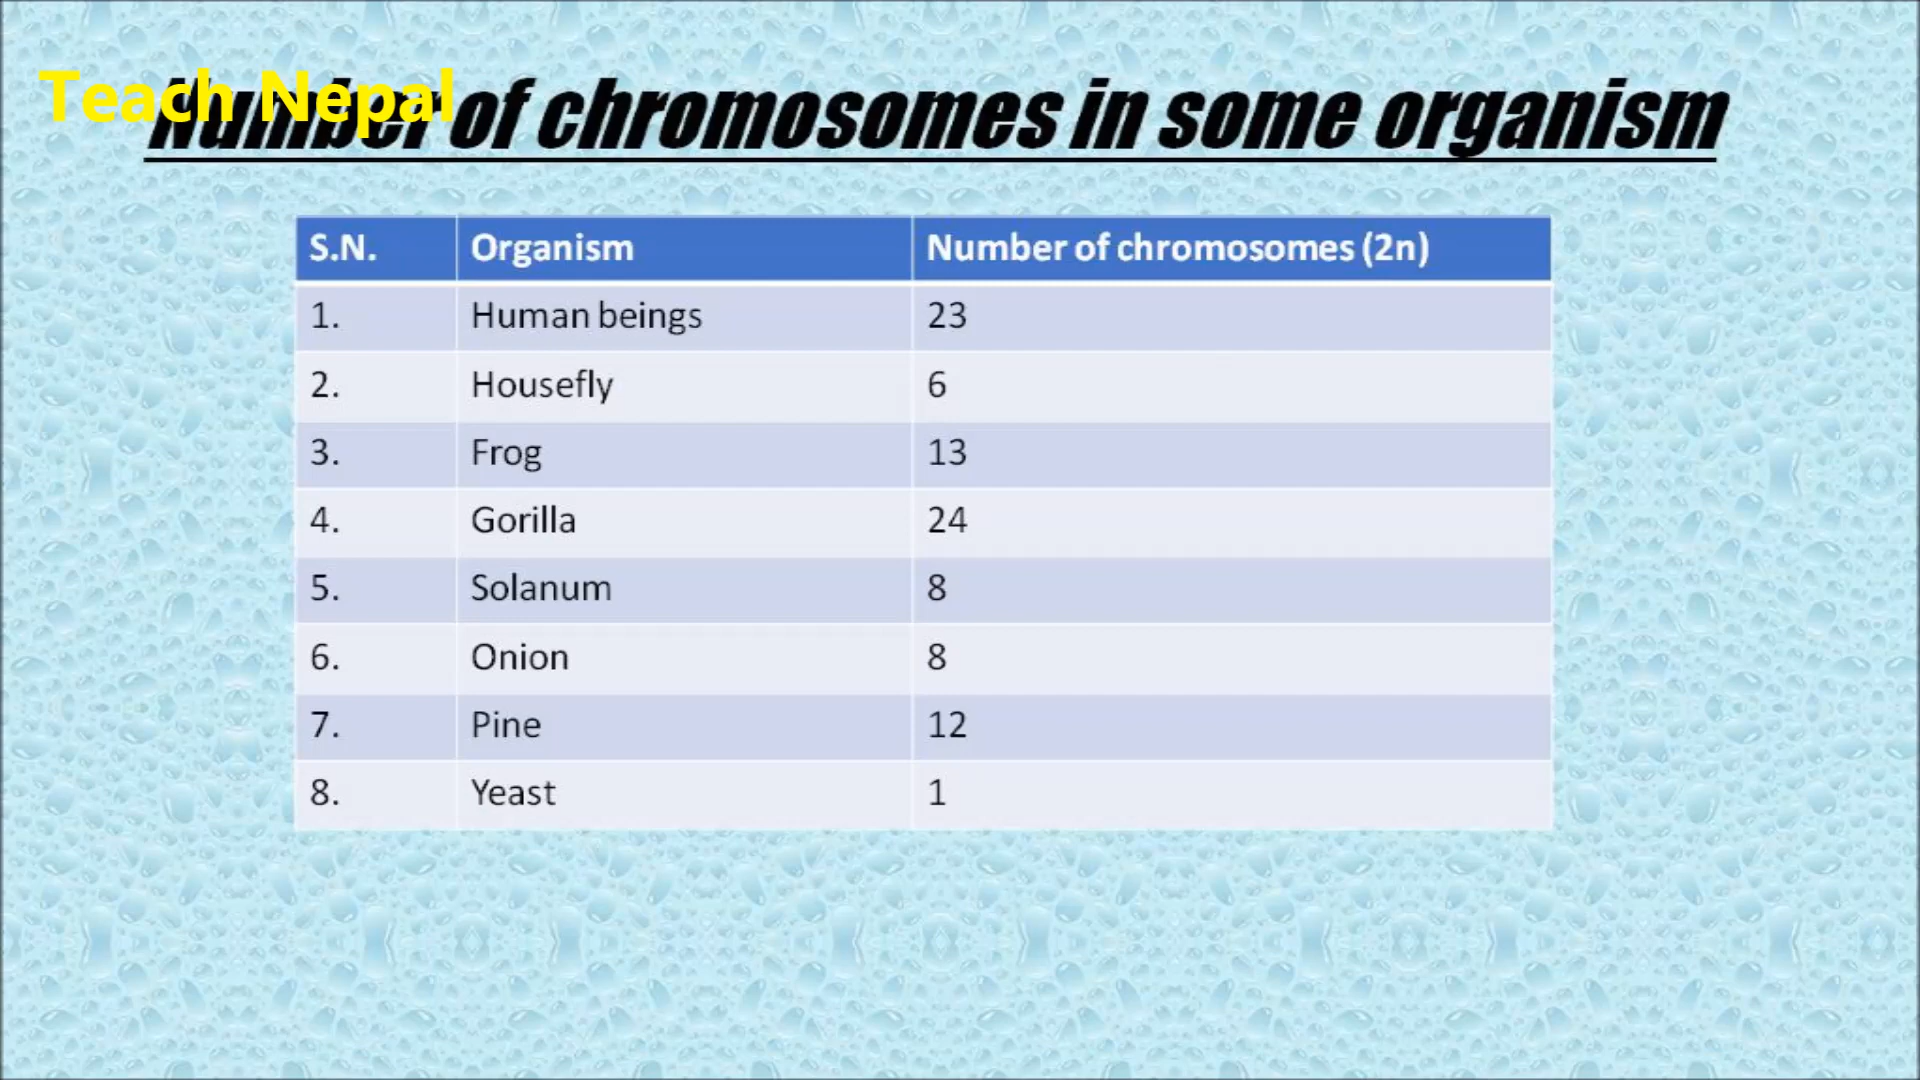 Teach Nepal
Number of chromosomes in some organism
S.N. Organism Number of chromosomes (2n)
1. Human beings 23
2. Housefly 6
3. Frog 13
4. Gorilla 24
5. Solanum 8
6. Onion 8
7. Pine 12
8. Yeast 1